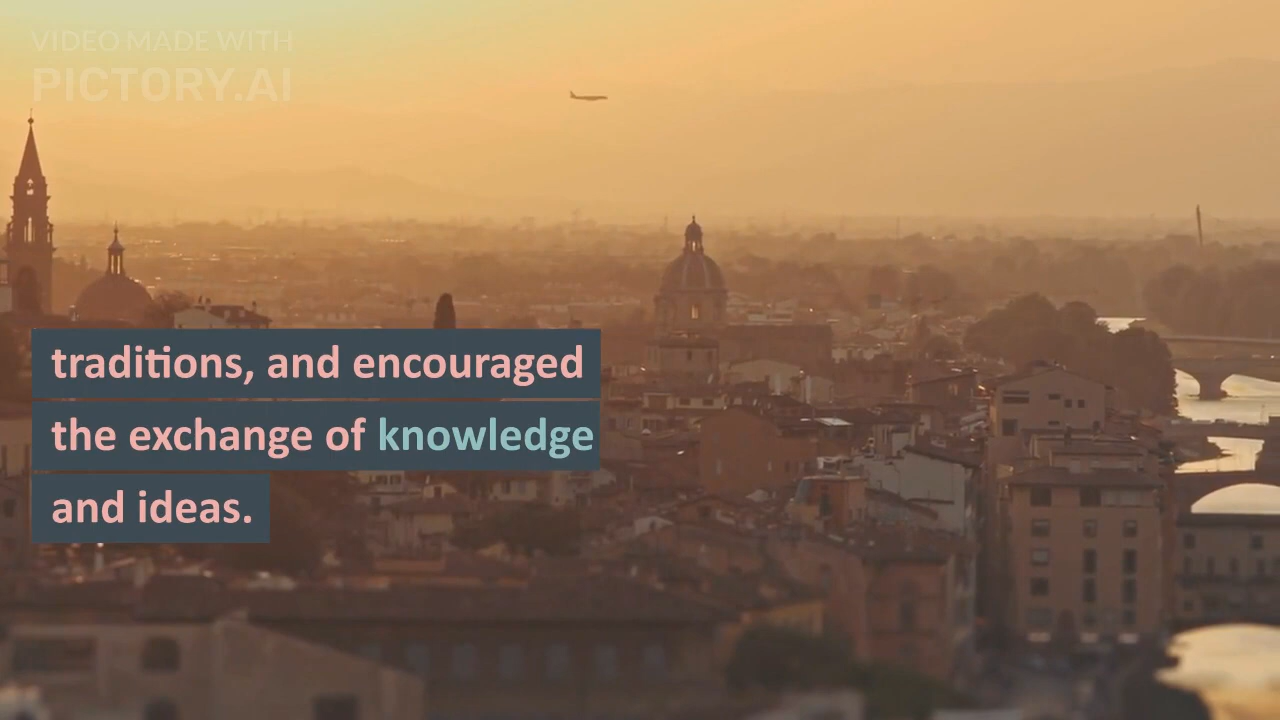 VIDEO MADE WITH
PICTORY.AI
traditions, and encouraged
the exchange of knowledge
and ideas.